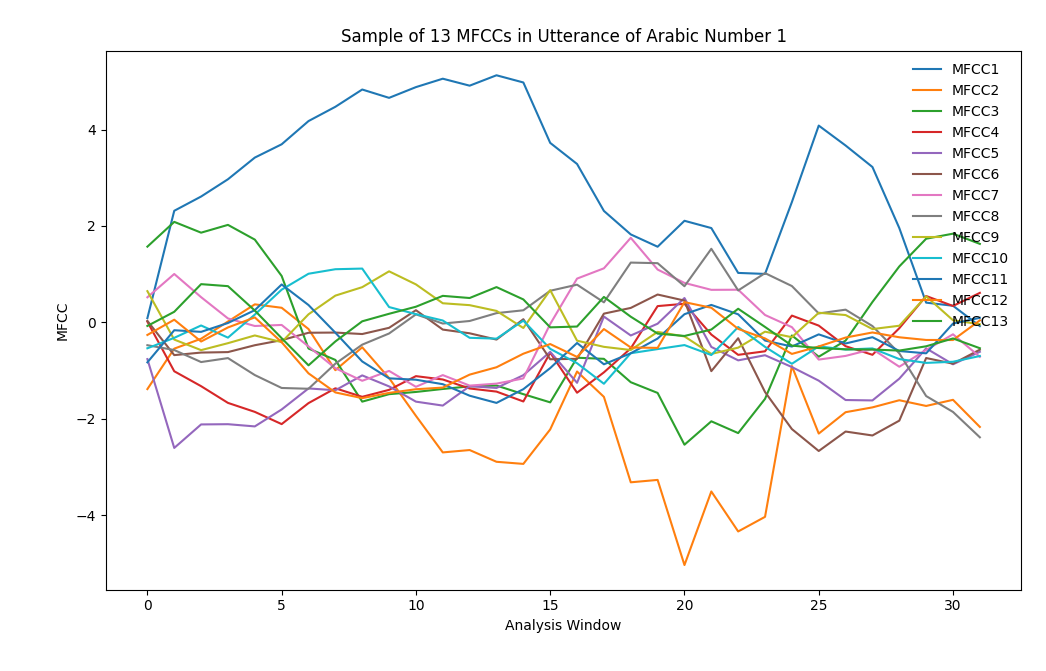 Sample of 13 MFCCs in Utterance of Arabic Number 1
MFCC
4
2
0
−2
−4
0 5 10 15 20 25 30
Analysis Window
MFCC1
MFCC2
MFCC3
MFCC4
MFCC5
MFCC6
MFCC7
MFCC8
MFCC9
MFCC10
MFCC11
MFCC12
MFCC13